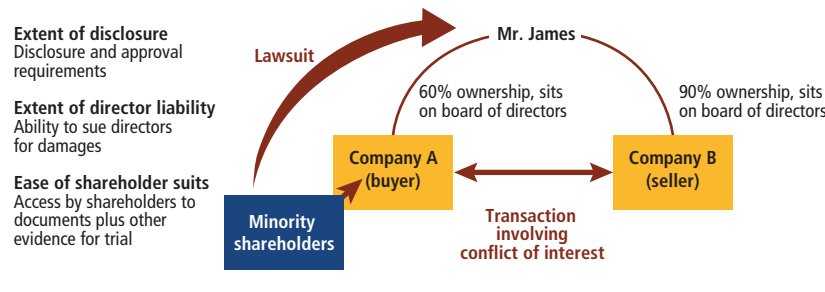 Extent of disclosure
Disclosure and approval
requirements
Extent of director liability
Ability to sue directors
for damages
Ease of shareholder suits
Access by shareholders to
documents plus other
evidence for trial
Lawsuit
Mr. James
60% ownership, sits
on board of directors
90% ownership, sits
on board of directors
Company A
(buyer)
Company B
(seller)
Minority
shareholders
Transaction
involving
conflict of interest